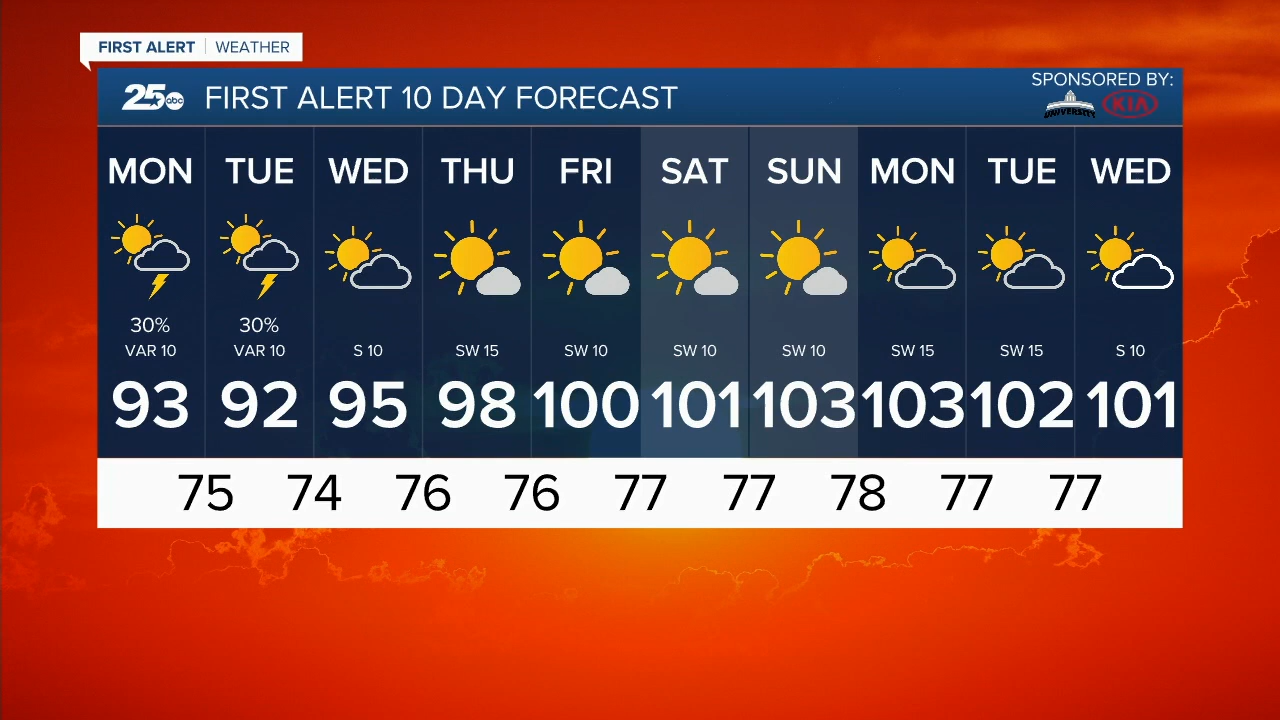 FIRST ALERT | WEATHER
25 abc FIRST ALERT 10 DAY FORECAST
SPONSORED BY:
UNIVERSITY KIA
MON TUE WED THU FRI SAT SUN MON TUE WED
30% 30%
VAR 10 VAR 10 S 10 SW 15 SW 10 SW 10 SW 10 SW 15 SW 15 S 10
93 92 95 98 100 101 103 103 102 101
75 74 76 76 77 77 78 77 77